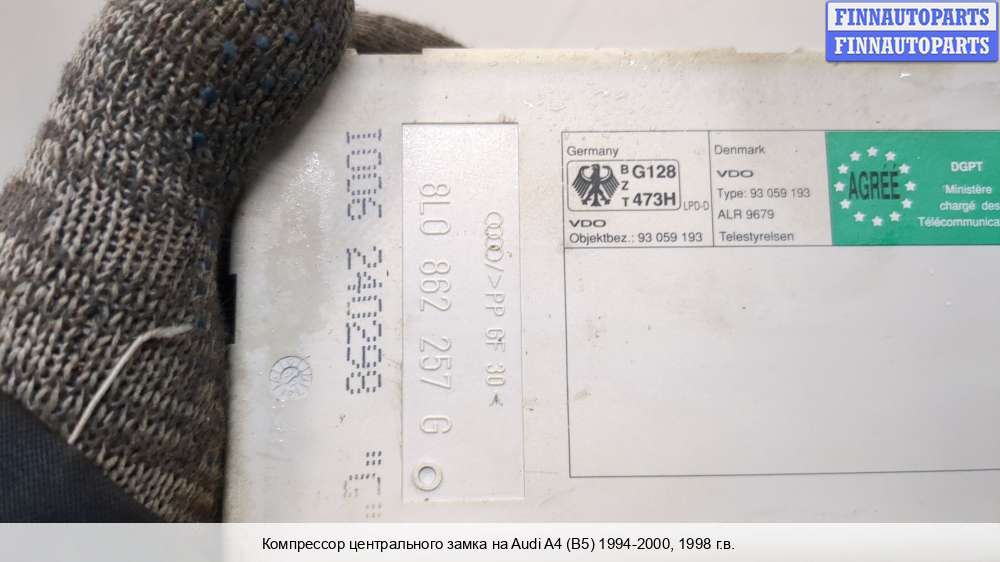 FINNAUTOPARTS
FINNAUTOPARTS
8L0 862 257 G
/>PP GF 30<
Germany
B Z T G128 473H LPD-D
VDO
Objektbez.: 93 059 193
Denmark
VDO
Type: 93 059 193
ALR 9679
Telestyrelsen
AGRÉÉ
DGPT
Ministère
chargé des
Télécommunica
Компрессор центрального замка на Audi A4 (B5) 1994-2000, 1998 г.в.